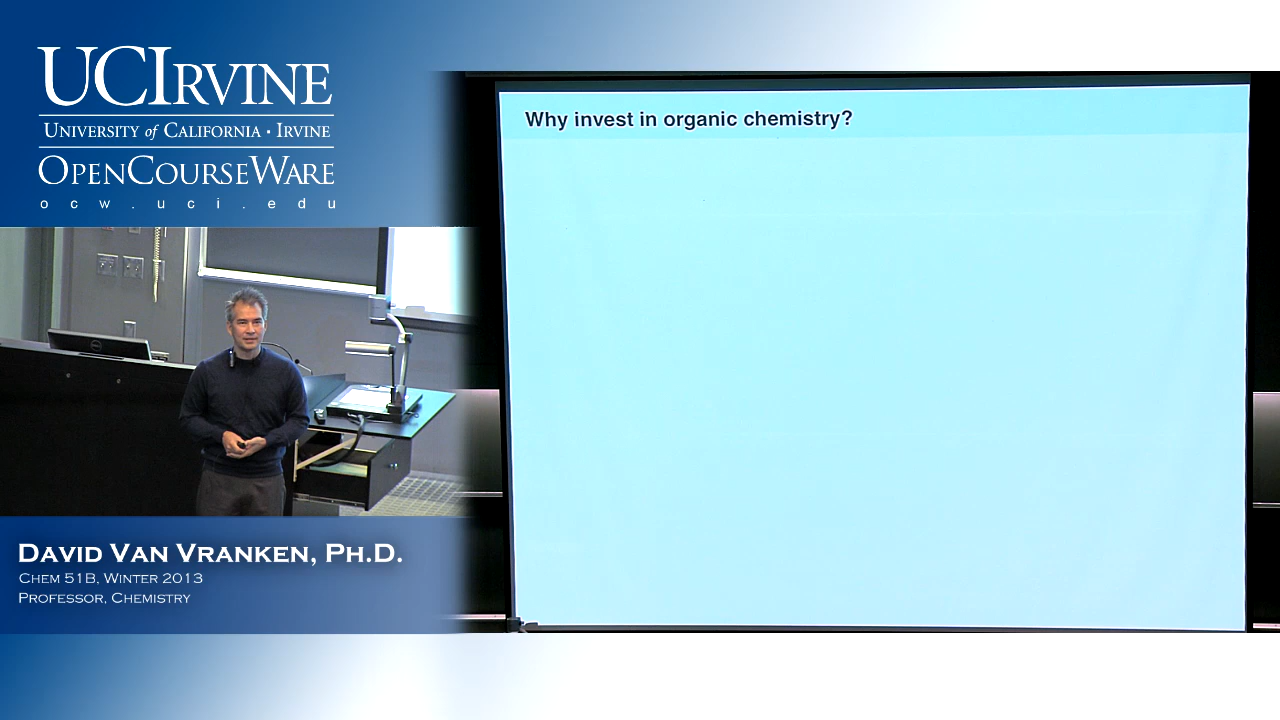 UCIRVINE
UNIVERSITY of CALIFORNIA · IRVINE
OPENCOURSEWARE
ocw.uci.edu
Why invest in organic chemistry?
DAVID VAN VRANKEN, PH.D.
CHEM 51B, WINTER 2013
PROFESSOR, CHEMISTRY